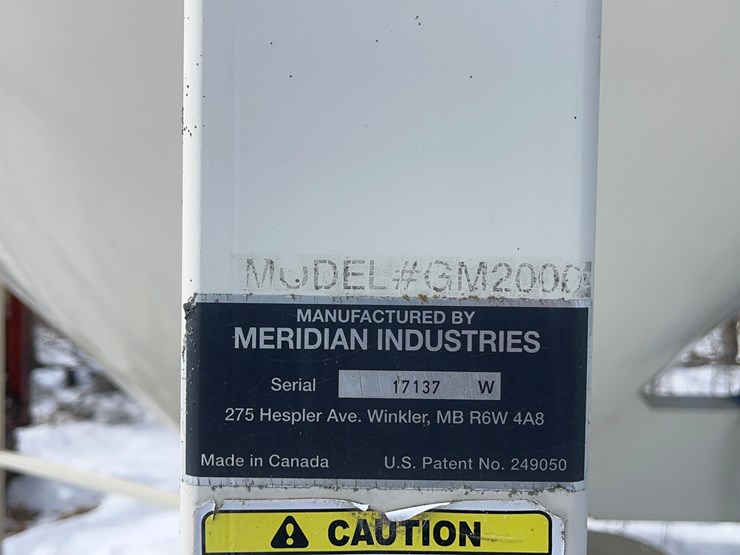 MODEL#GM2000
MANUFACTURED BY
MERIDIAN INDUSTRIES
Serial 17137 W
275 Hespler Ave. Winkler, MB R6W 4A8
Made in Canada U.S. Patent No. 249050
CAUTION